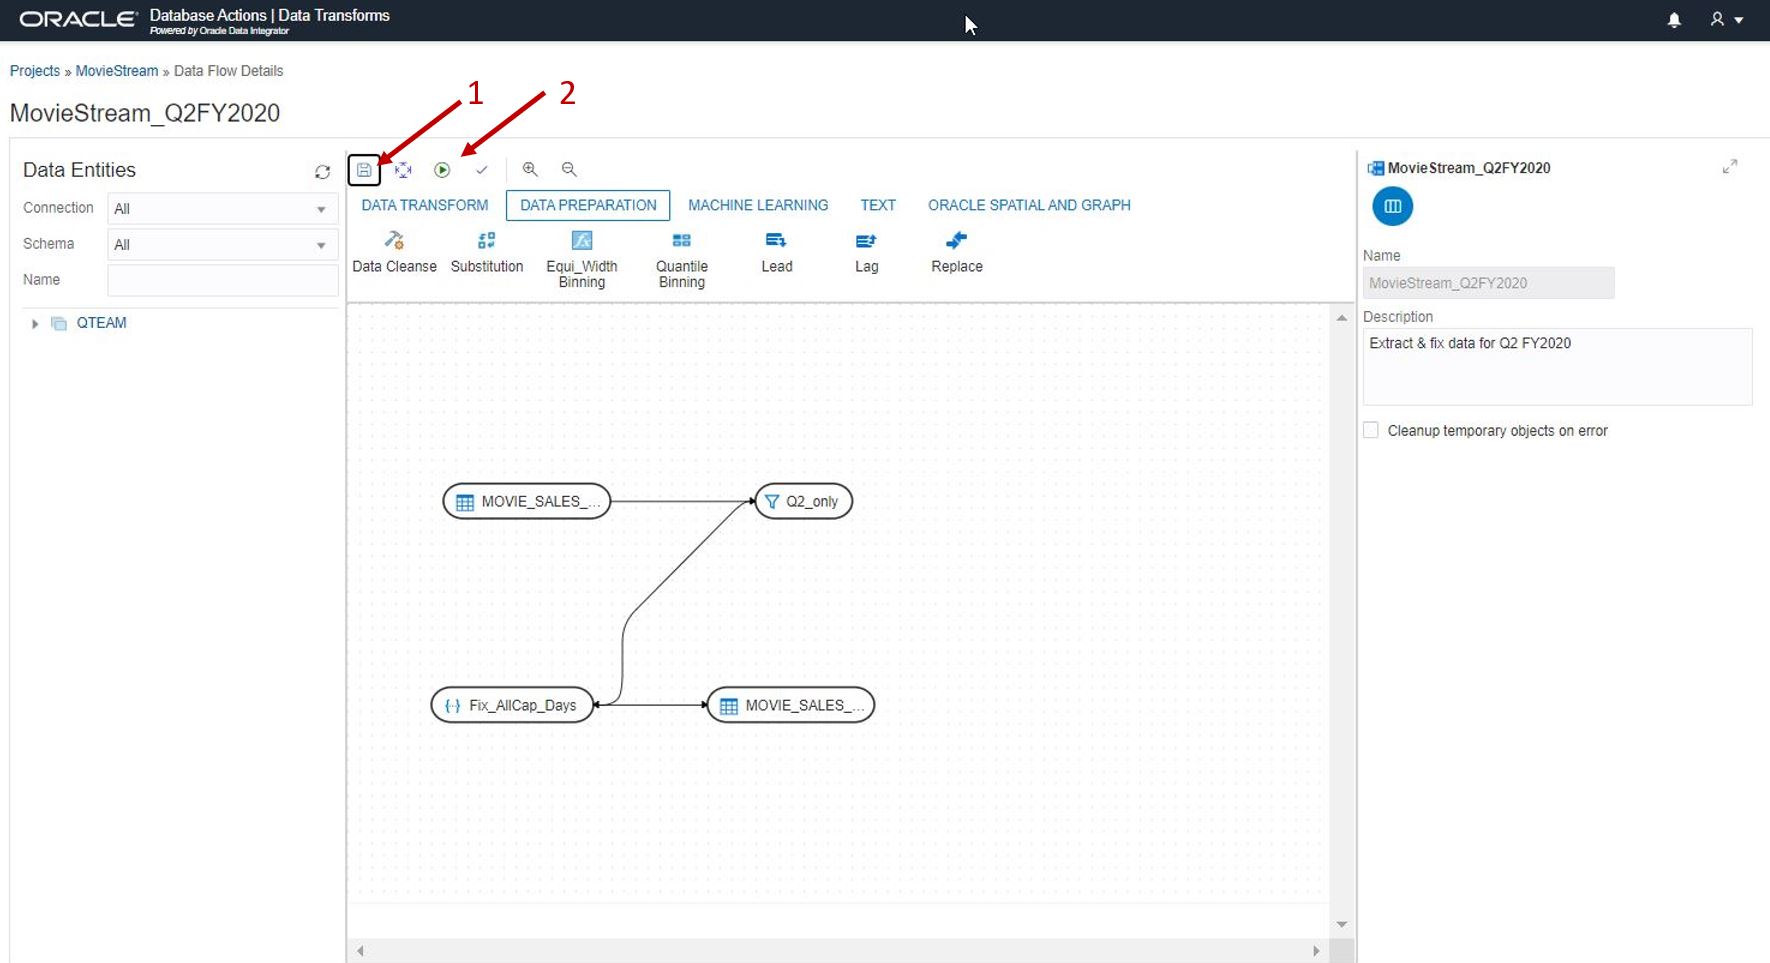 ORACLE® Database Actions | Data Transforms
Powered by Oracle Data Integrator
Projects » MovieStream » Data Flow Details
MovieStream_Q2FY2020
1
2
Data Entities
Connection All
Schema All
Name
QTEAM
DATA TRANSFORM DATA PREPARATION MACHINE LEARNING TEXT ORACLE SPATIAL AND GRAPH
fx
Data Cleanse Substitution Equi_Width Binning Quantile Binning Lead Lag Replace
MOVIE_SALES_...
Q2_only
Fix_AllCap_Days
MOVIE_SALES_...
MovieStream_Q2FY2020
Name
MovieStream_Q2FY2020
Description
Extract & fix data for Q2 FY2020
Cleanup temporary objects on error